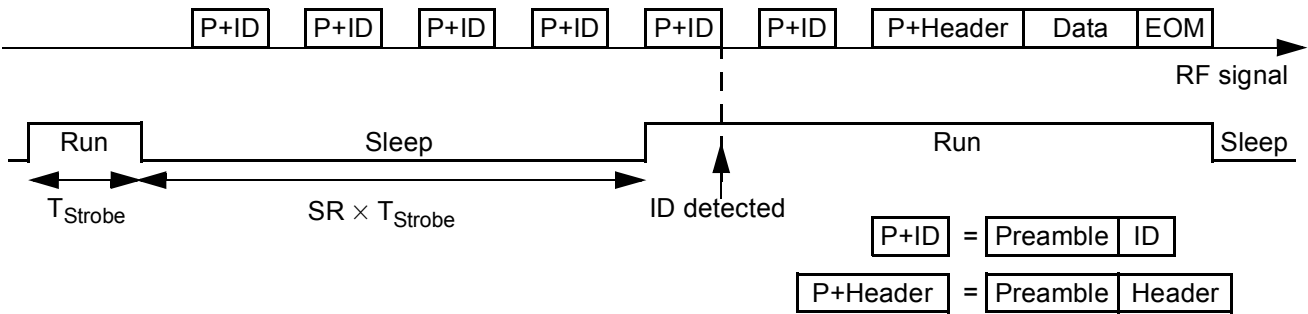 P+ID P+ID P+ID P+ID P+ID P+ID P+Header Data EOM
RF signal
Run Sleep Run Sleep
TStrobe SR × TStrobe ID detected
P+ID = Preamble ID
P+Header = Preamble Header